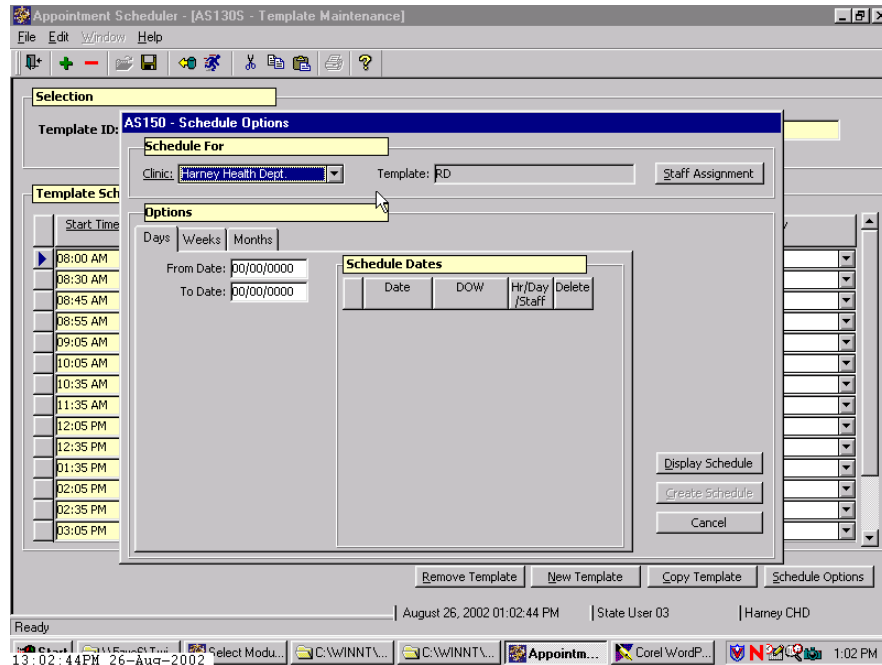 Appointment Scheduler - [AS130S - Template Maintenance]
File Edit Window Help
Selection
Template ID:
AS150 - Schedule Options
Schedule For
Clinic: Harney Health Dept. Template: RD Staff Assignment
Template Sch
Options
Start Time
Days Weeks Months
08:00 AM
From Date: 00/00/0000
Schedule Dates
08:30 AM
To Date: 00/00/0000
Date DOW Hr/Day /Staff Delete
08:45 AM
08:55 AM
09:05 AM
10:05 AM
10:35 AM
11:35 AM
12:05 PM
12:35 PM
01:35 PM
Display Schedule
02:05 PM
Create Schedule
02:35 PM
Cancel
03:05 PM
Remove Template New Template Copy Template Schedule Options
August 26, 2002 01:02:44 PM State User 03 Harney CHD
Ready
Start Select Modu... C:\WINNT\... C:\WINNT\... Appointm... Corel WordP... 1:02 PM
13:02:44PM 26-Aug-2002